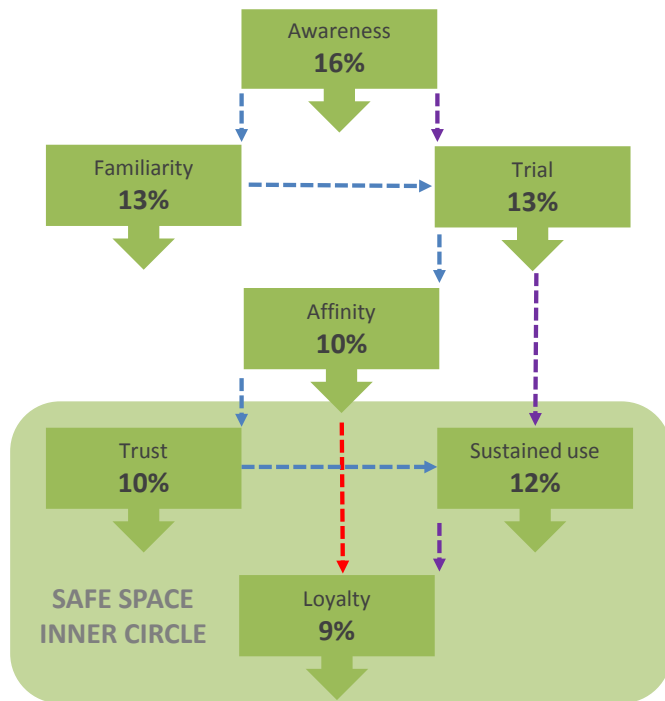 Awareness
16%
Familiarity
13%
Trial
13%
Affinity
10%
Trust
10%
Sustained use
12%
SAFE SPACE
INNER CIRCLE
Loyalty
9%